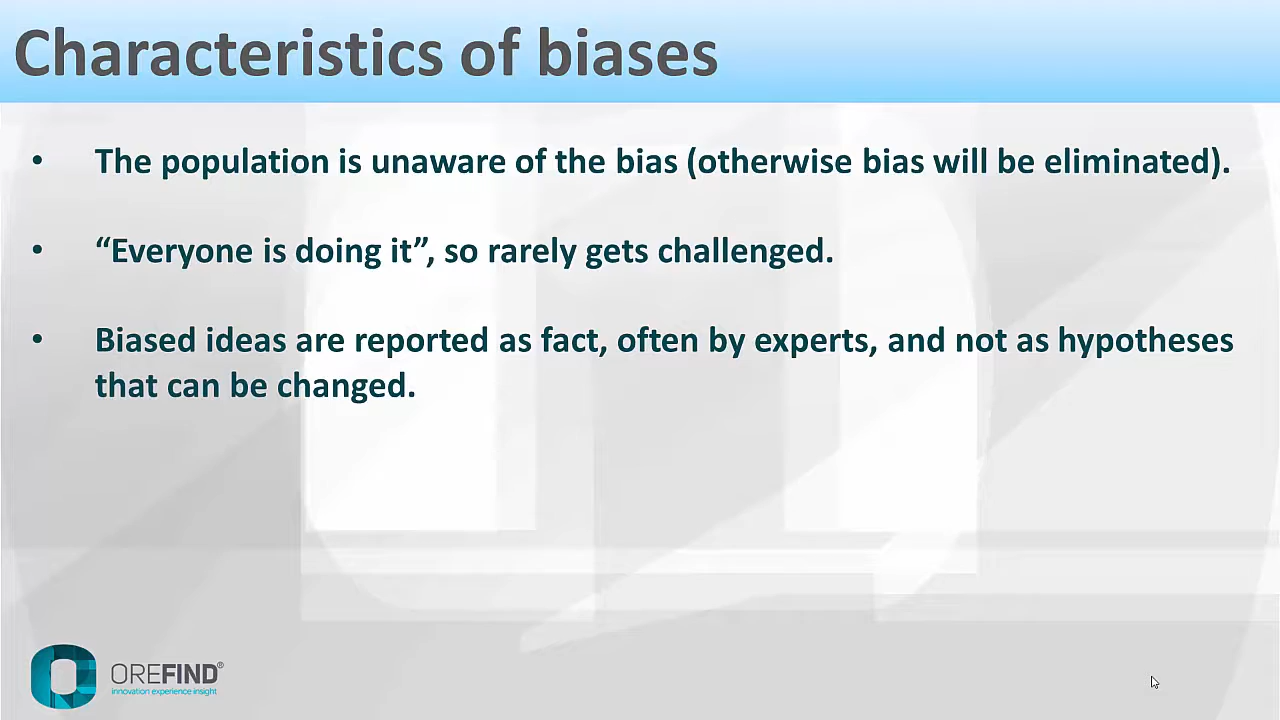 Characteristics of biases
• The population is unaware of the bias (otherwise bias will be eliminated).
• “Everyone is doing it”, so rarely gets challenged.
• Biased ideas are reported as fact, often by experts, and not as hypotheses
that can be changed.
OREFIND®
innovation experience insight